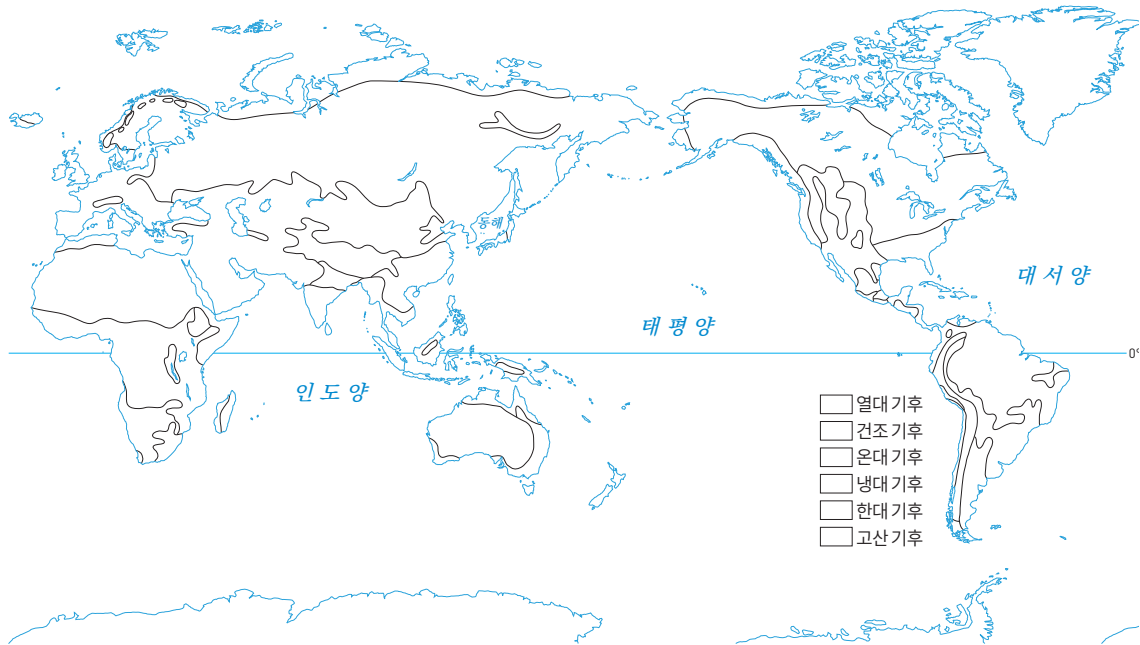 동해
대서양
태평양
0°
인도양
열대 기후
건조 기후
온대 기후
냉대 기후
한대 기후
고산 기후